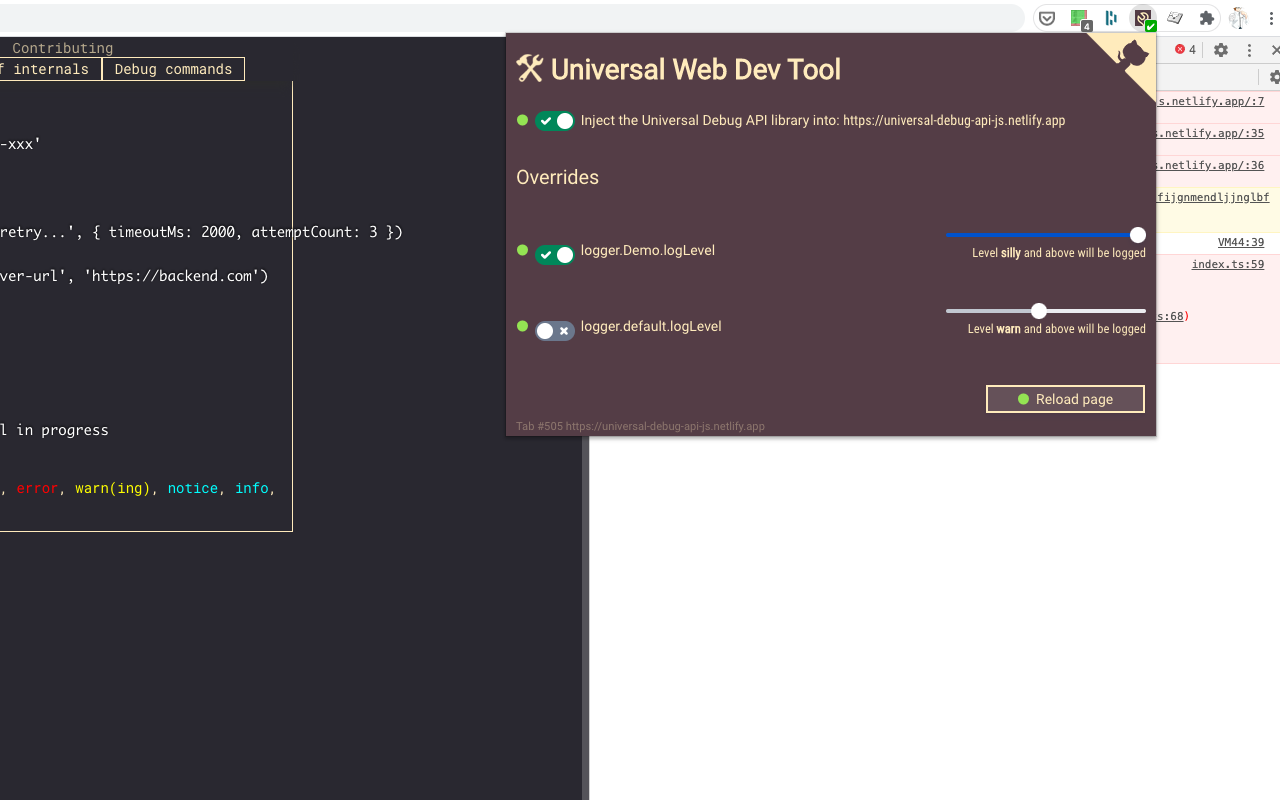 Contributing
f internals
Debug commands
-xxx'
retry...', { timeoutMs: 2000, attemptCount: 3 })
ver-url', 'https://backend.com')
l in progress
, error, warn(ing), notice, info,
4
Universal Web Dev Tool
Inject the Universal Debug API library into: https://universal-debug-api-js.netlify.app
Overrides
logger.Demo.logLevel
Level silly and above will be logged
logger.default.logLevel
Level warn and above will be logged
Reload page
Tab #505 https://universal-debug-api-js.netlify.app
4
s.netlify.app/:7
s.netlify.app/:35
s.netlify.app/:36
fijgnmendljjnglbf
VM44:39
index.ts:59
s:68)